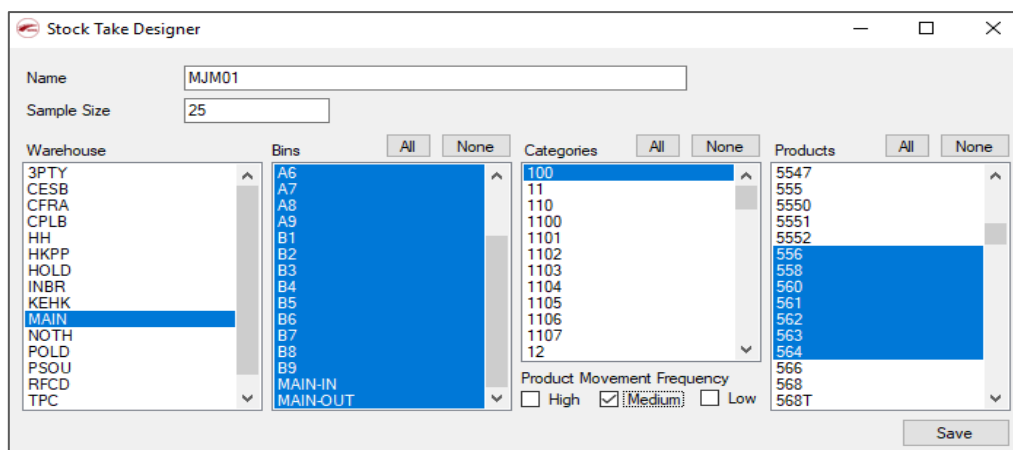 Stock Take Designer
Name MJM01
Sample Size 25
Warehouse
3PTY
CESB
CFRA
CPLB
HH
HKPP
HOLD
INBR
KEHK
MAIN
NOTH
POLD
PSOU
RFCD
TPC
Bins All None
A6
A7
A8
A9
B1
B2
B3
B4
B5
B6
B7
B8
B9
MAIN-IN
MAIN-OUT
Categories All None
100
11
110
1100
1101
1102
1103
1104
1105
1106
1107
12
Product Movement Frequency
High Medium Low
Products All None
5547
555
5550
5551
5552
556
558
560
561
562
563
564
566
568
568T
Save